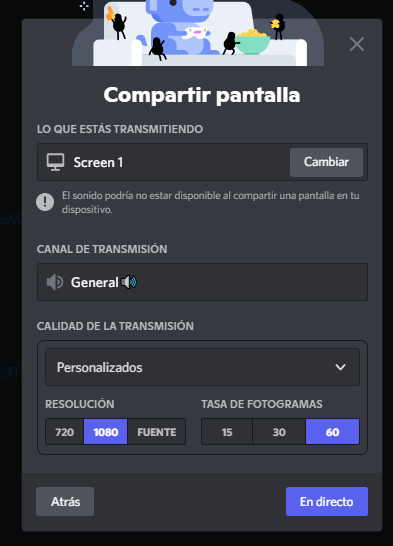 Compartir pantalla
LO QUE ESTÁS TRANSMITIENDO
Screen 1
Cambiar
El sonido podría no estar disponible al compartir una pantalla en tu
dispositivo.
CANAL DE TRANSMISIÓN
General🔊
CALIDAD DE LA TRANSMISIÓN
Personalizados
RESOLUCIÓN
TASA DE FOTOGRAMAS
720 1080 FUENTE
15 30 60
Atrás
En directo